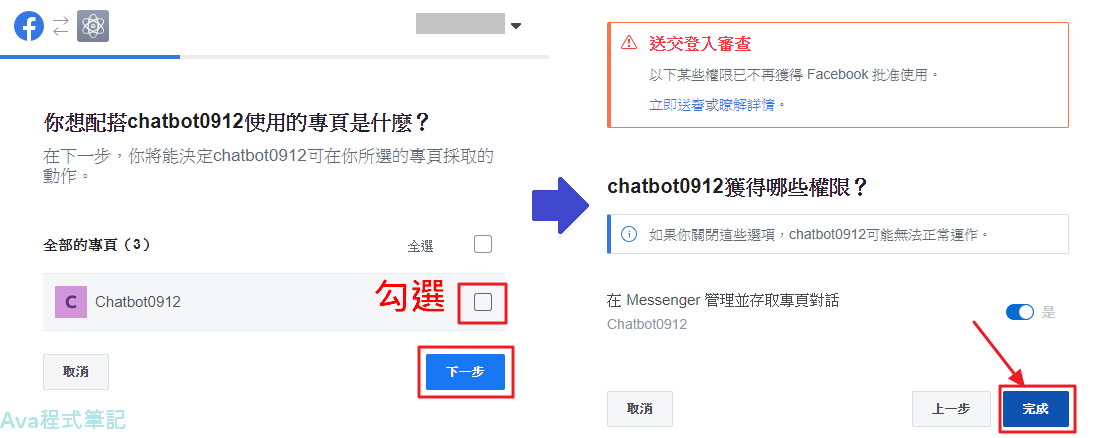 你想配搭chatbot0912使用的專頁是什麼？
在下一步，你將能決定chatbot0912可在你所選的專頁採取的
動作。
全部的專頁（3）
全選
C
Chatbot0912
勾選
取消
下一步
Ava程式筆記
送交登入審查
以下某些權限已不再獲得 Facebook 批准使用。
立即送審或瞭解詳情。
chatbot0912獲得哪些權限？
如果你關閉這些選項，chatbot0912可能無法正常運作。
在 Messenger 管理並存取專頁對話
Chatbot0912
是
取消
上一步
完成